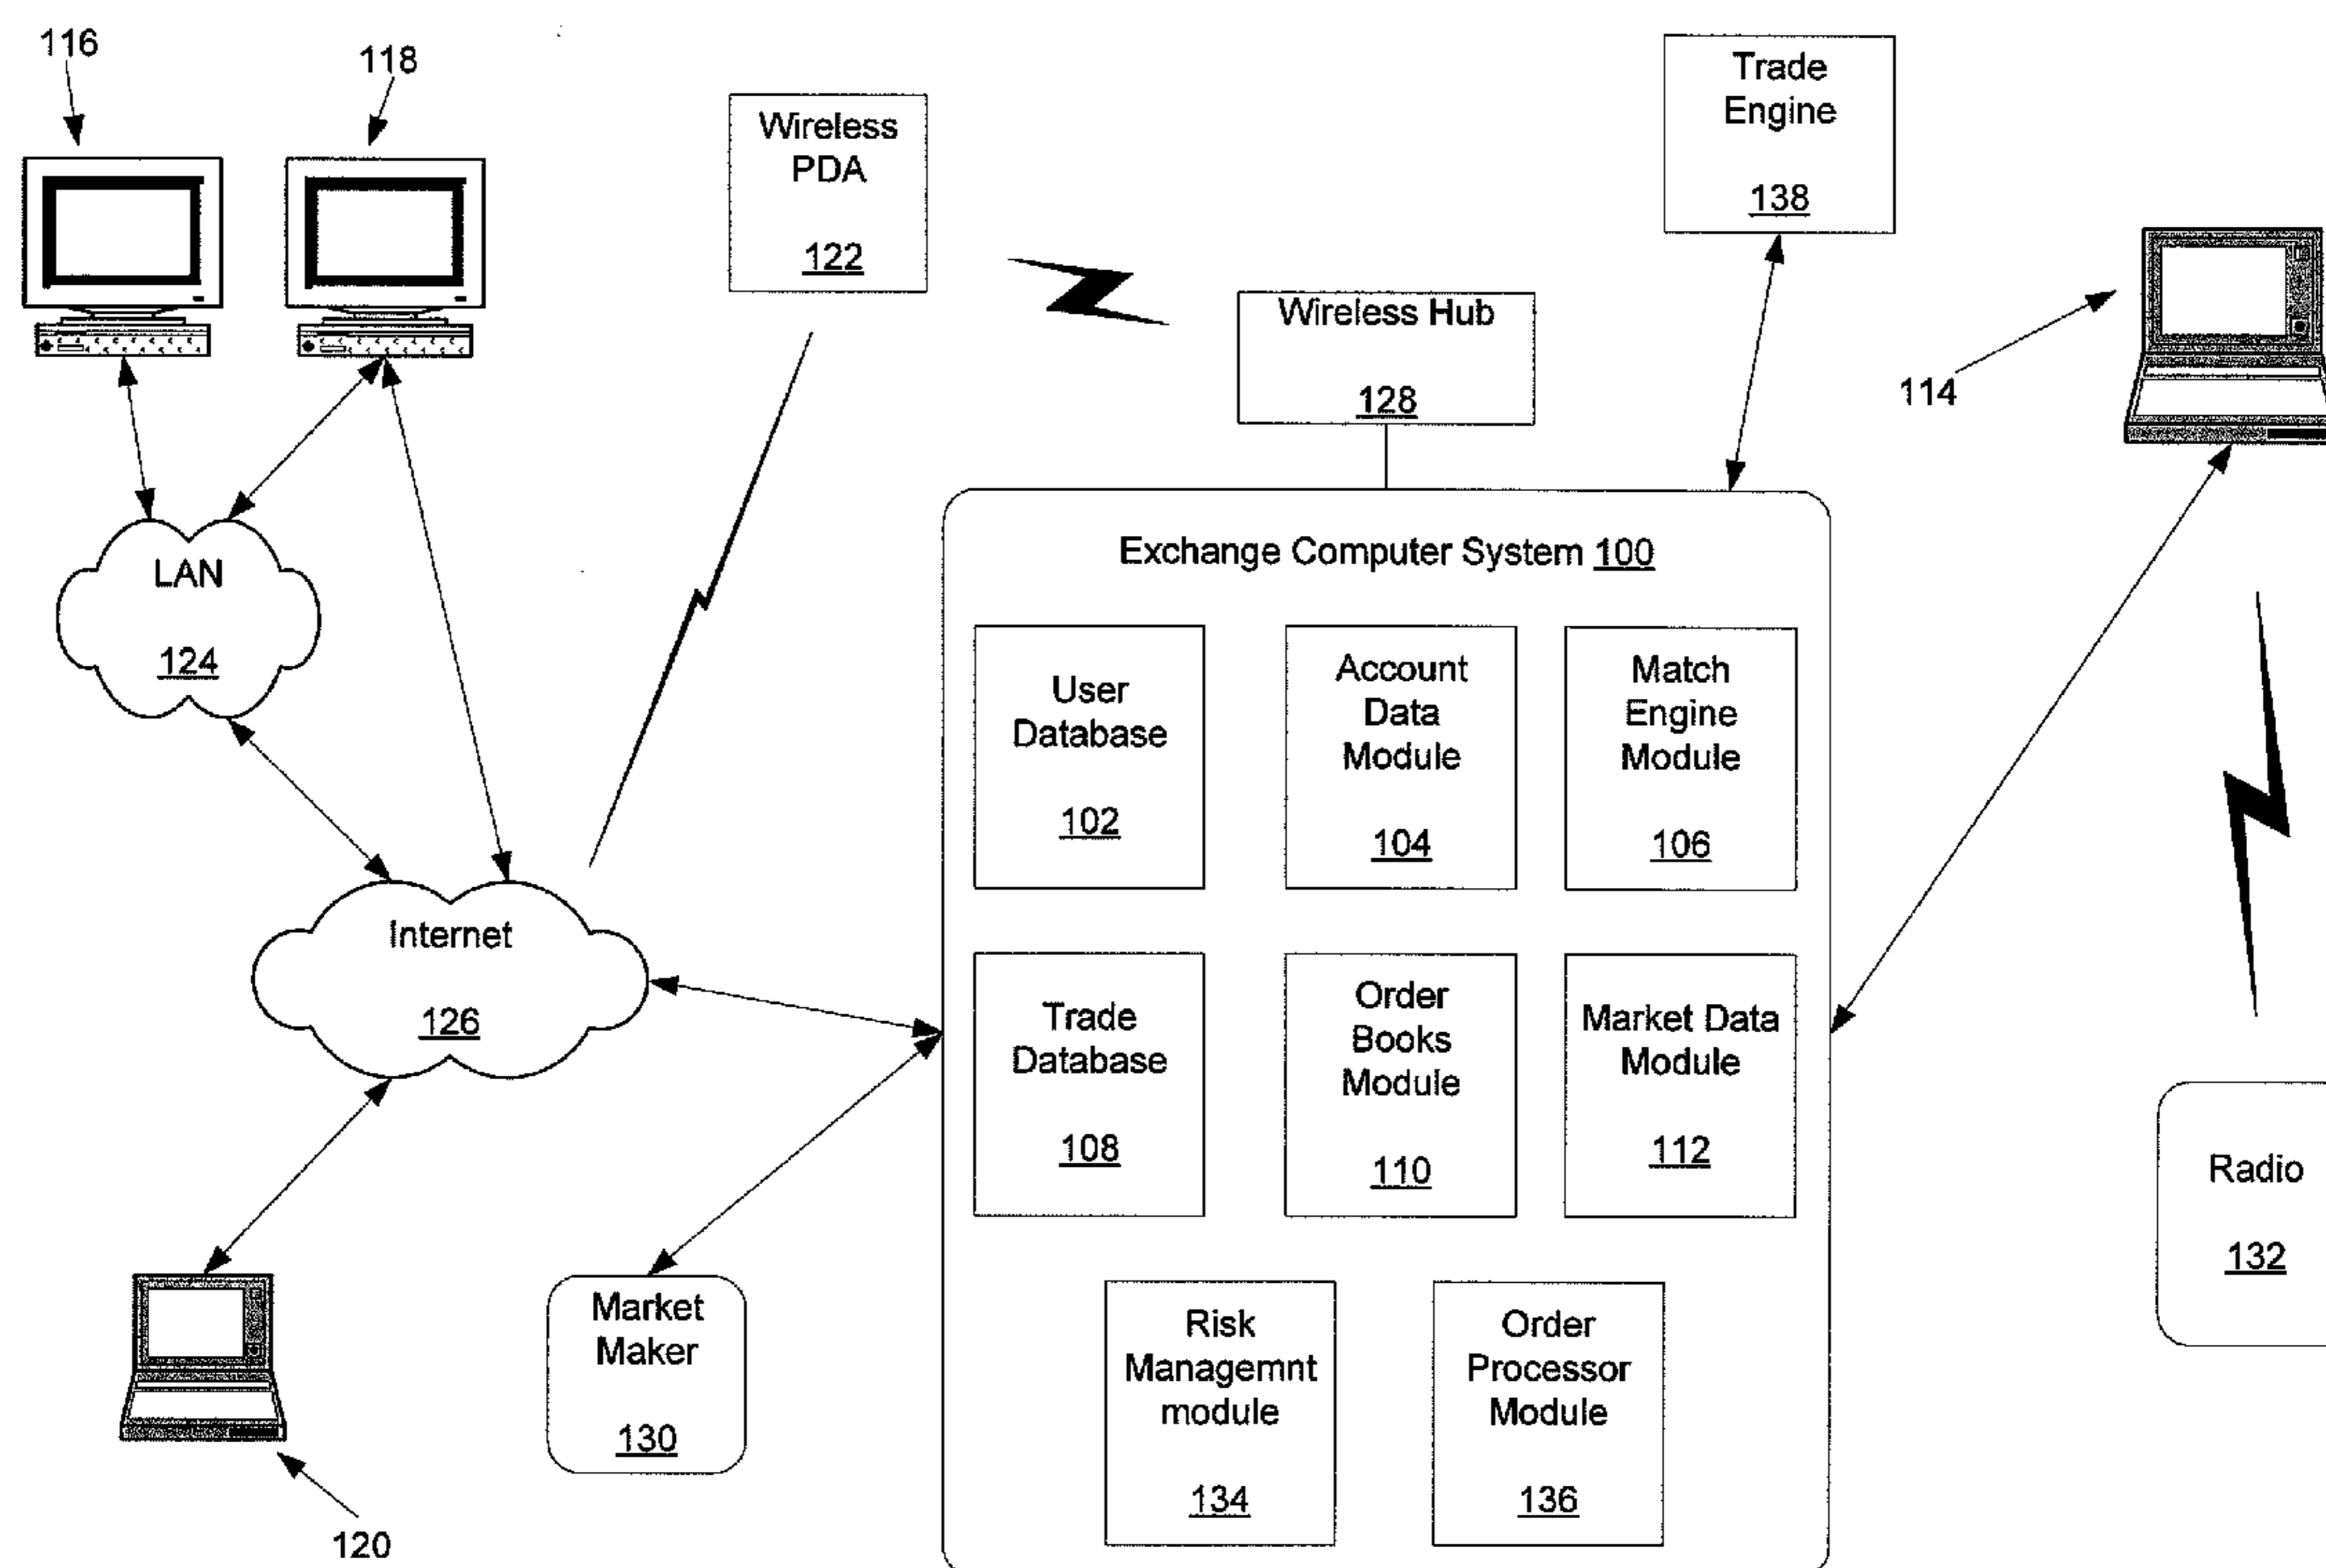 116
118
Wireless
PDA
122
Trade
Engine
138
Wireless Hub
128
114
LAN
124
Exchange Computer System 100
User
Database
102
Account
Data
Module
104
Match
Engine
Module
106
Internet
126
Trade
Database
108
Order
Books
Module
110
Market Data
Module
112
Radio
132
Market
Maker
130
Risk
Managemnt
module
134
Order
Processor
Module
136
120